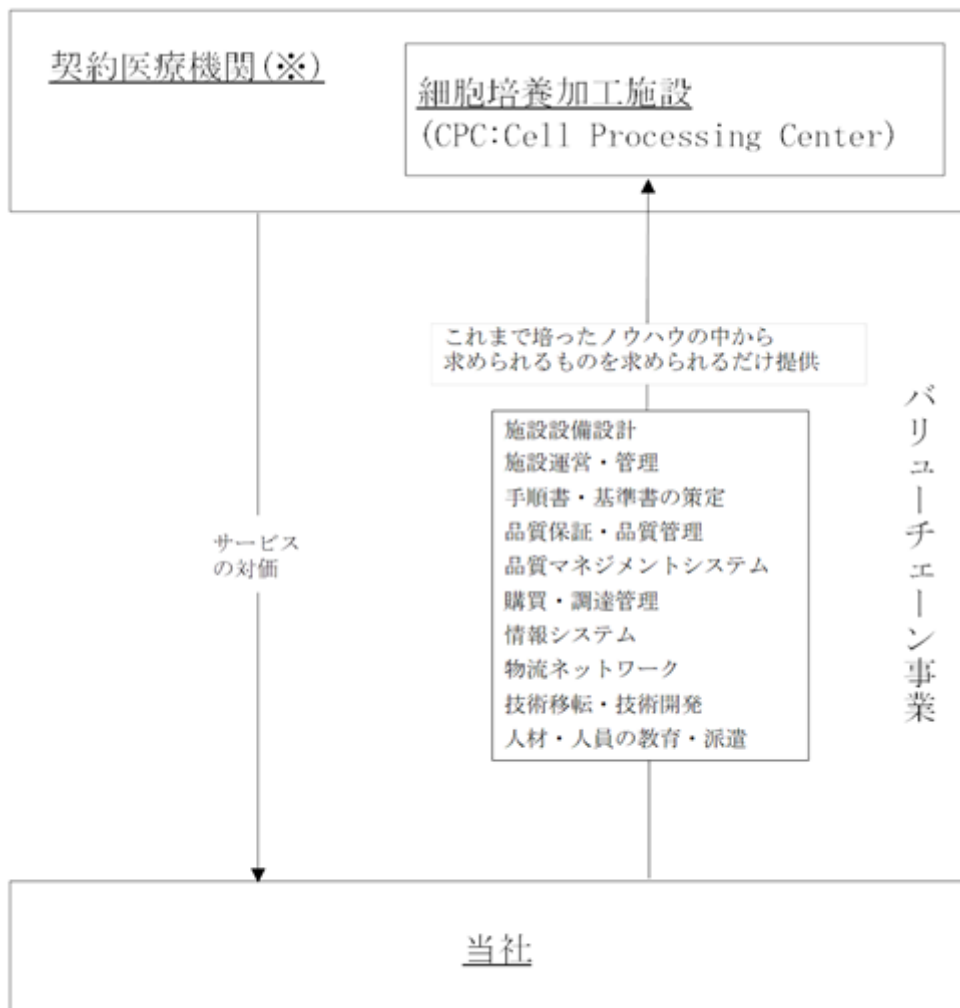 契約医療機関(※)
細胞培養加工施設
(CPC:Cell Processing Center)
これまで培ったノウハウの中から
求められるものを求められるだけ提供
施設設備設計
施設運営・管理
手順書・基準書の策定
品質保証・品質管理
品質マネジメントシステム
購買・調達管理
情報システム
物流ネットワーク
技術移転・技術開発
人材・人員の教育・派遣
サービス
の対価
バリューチェーン事業
当社